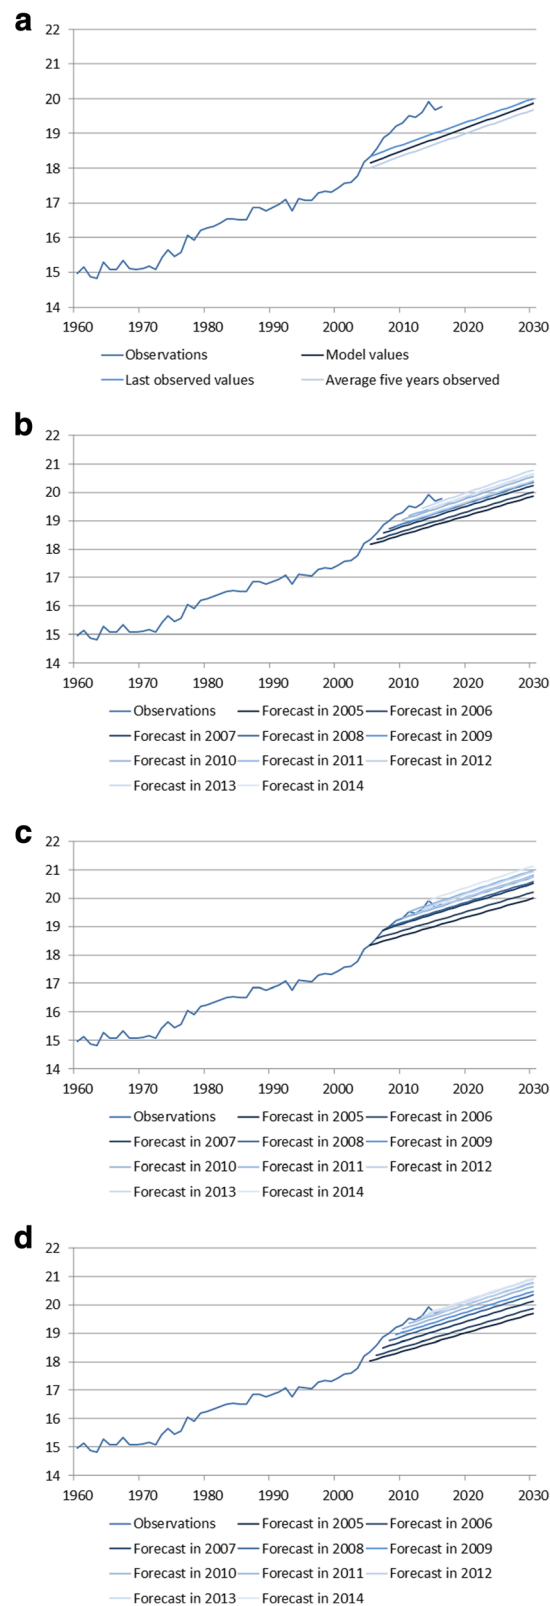 a
22
21
20
19
18
17
16
15
14
1960 1970 1980 1990 2000 2010 2020 2030
Observations Model values
Last observed values Average five years observed
b
22
21
20
19
18
17
16
15
14
1960 1970 1980 1990 2000 2010 2020 2030
Observations Forecast in 2005 Forecast in 2006
Forecast in 2007 Forecast in 2008 Forecast in 2009
Forecast in 2010 Forecast in 2011 Forecast in 2012
Forecast in 2013 Forecast in 2014
c
22
21
20
19
18
17
16
15
14
1960 1970 1980 1990 2000 2010 2020 2030
Observations Forecast in 2005 Forecast in 2006
Forecast in 2007 Forecast in 2008 Forecast in 2009
Forecast in 2010 Forecast in 2011 Forecast in 2012
Forecast in 2013 Forecast in 2014
d
22
21
20
19
18
17
16
15
14
1960 1970 1980 1990 2000 2010 2020 2030
Observations Forecast in 2005 Forecast in 2006
Forecast in 2007 Forecast in 2008 Forecast in 2009
Forecast in 2010 Forecast in 2011 Forecast in 2012
Forecast in 2013 Forecast in 2014